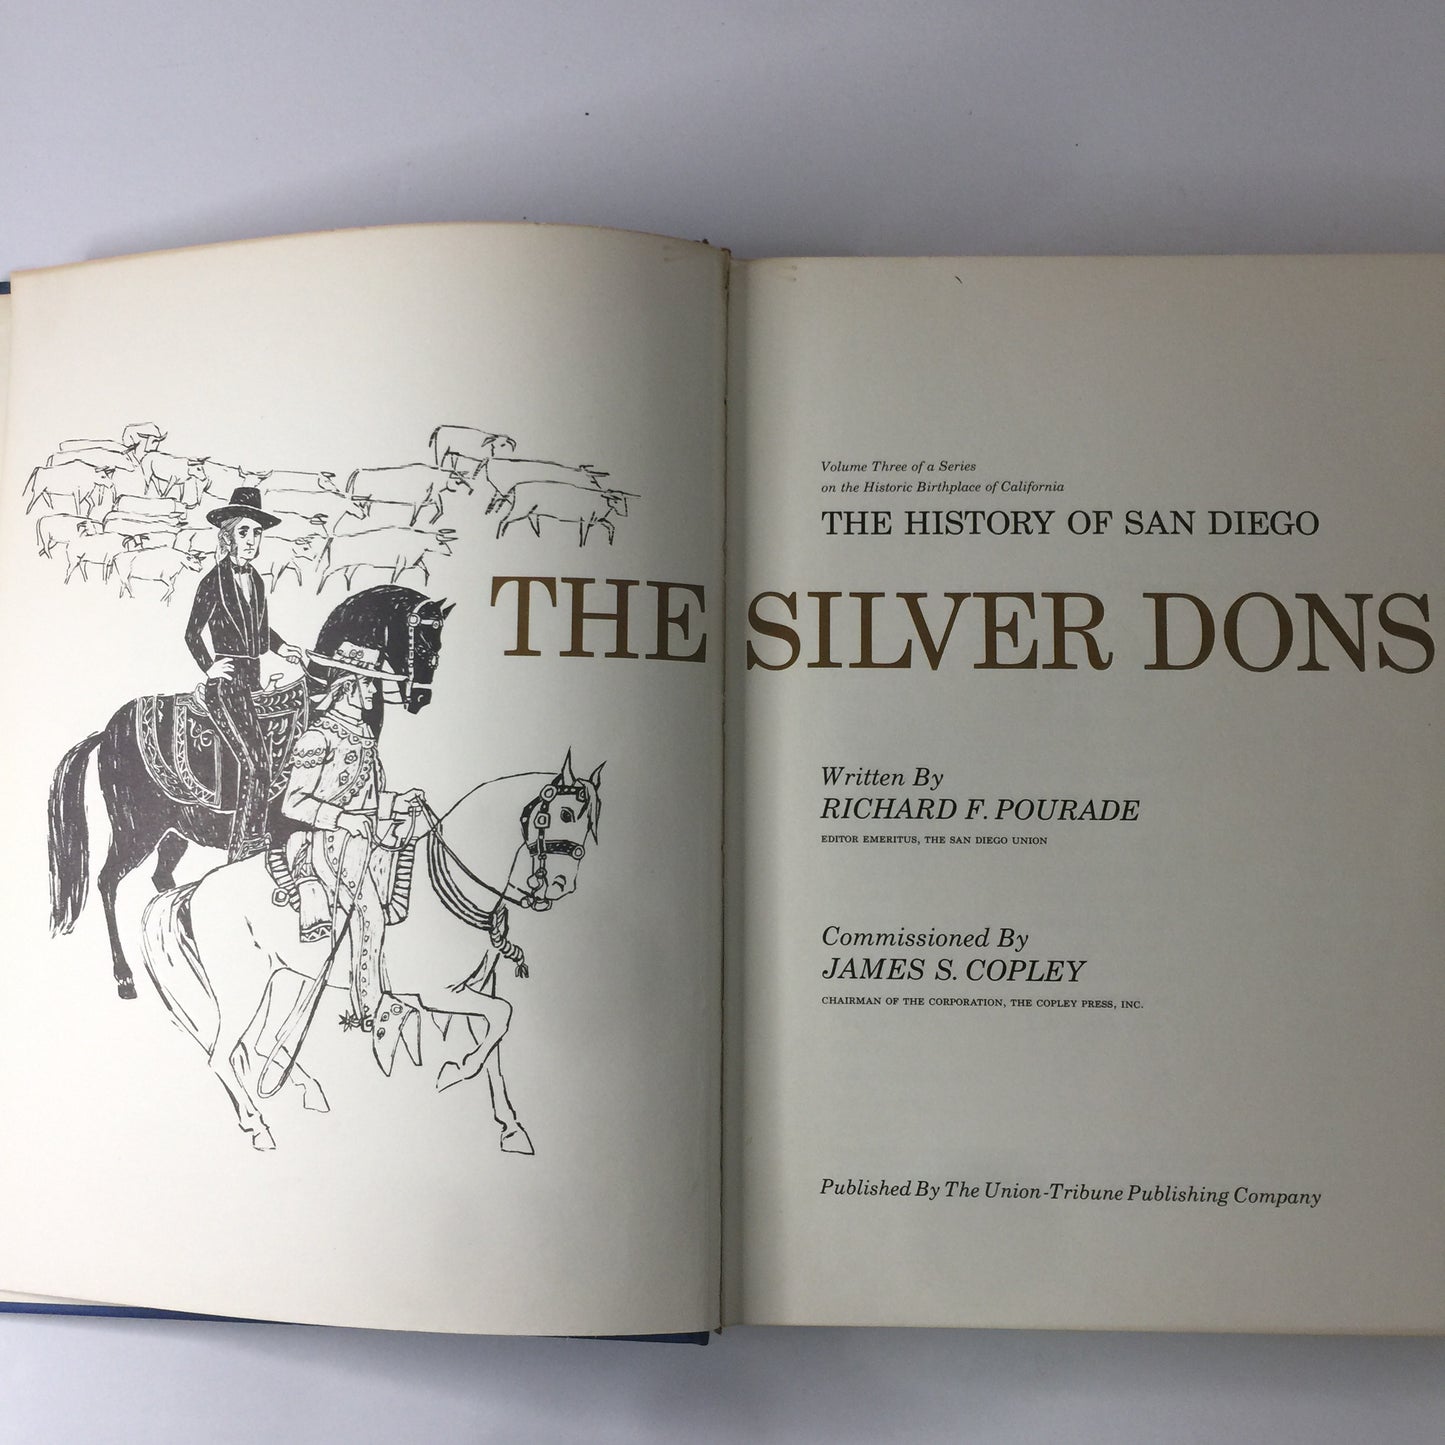 Volume Three of a Series
on the Historic Birthplace of California
THE HISTORY OF SAN DIEGO
THE SILVER DONS
Written By
RICHARD F. POURADE
EDITOR EMERITUS, THE SAN DIEGO UNION
Commissioned By
JAMES S. COPLEY
CHAIRMAN OF THE CORPORATION, THE COPLEY PRESS, INC.
Published By The Union-Tribune Publishing Company